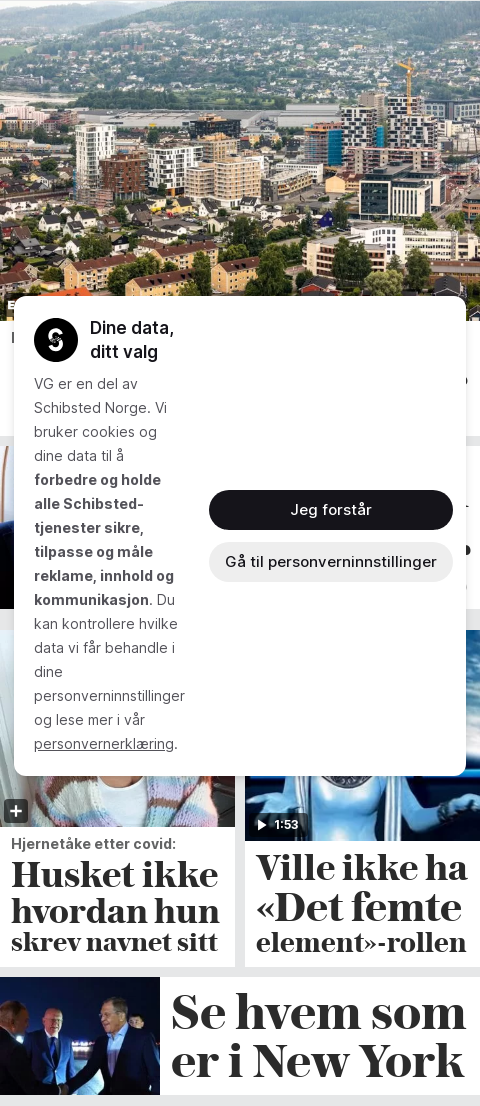 Dine data,
ditt valg
VG er en del av
Schibsted Norge. Vi
bruker cookies og
dine data til å
forbedre og holde
alle Schibsted-
tjenester sikre,
tilpasse og måle
reklame, innhold og
kommunikasjon. Du
kan kontrollere hvilke
data vi får behandle i
dine
personverninnstillinger
og lese mer i vår
personvernerklæring.
Jeg forstår
Gå til personverninnstillinger
1:53
Hjernetåke etter covid:
Husket ikke
hvordan hun
skrev navnet sitt
Ville ikke ha
«Det femte
element»-rollen
Se hvem som
er i New York